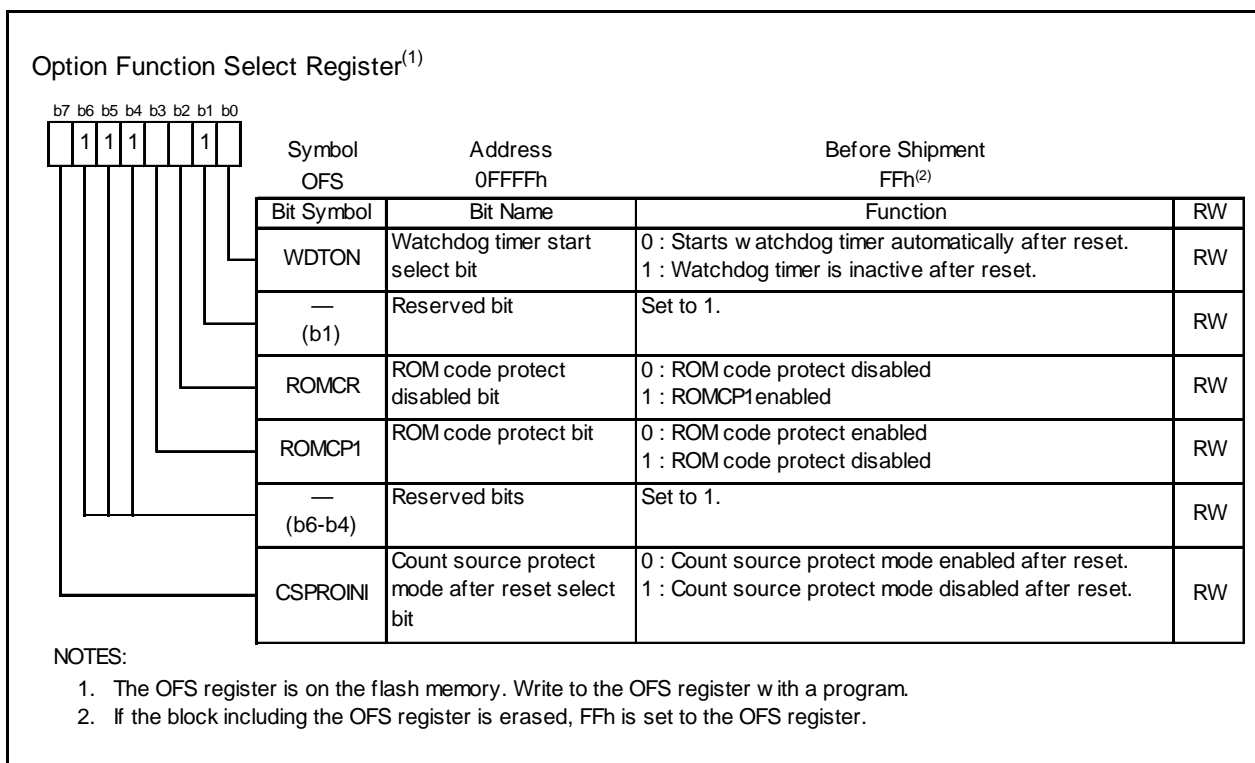 Option Function Select Register(1)
b7 b6 b5 b4 b3 b2 b1 b0
1 1 1 1
Symbol Address Before Shipment
OFS 0FFFFh FFh(2)
Bit Symbol Bit Name Function RW
WDTON Watchdog timer start select bit 0 : Starts watchdog timer automatically after reset.
1 : Watchdog timer is inactive after reset. RW
—
(b1) Reserved bit Set to 1. RW
ROMCR ROM code protect disabled bit 0 : ROM code protect disabled
1 : ROMCP1enabled RW
ROMCP1 ROM code protect bit 0 : ROM code protect enabled
1 : ROM code protect disabled RW
—
(b6-b4) Reserved bits Set to 1. RW
CSPROINI Count source protect mode after reset select bit 0 : Count source protect mode enabled after reset.
1 : Count source protect mode disabled after reset. RW
NOTES:
1. The OFS register is on the flash memory. Write to the OFS register with a program.
2. If the block including the OFS register is erased, FFh is set to the OFS register.